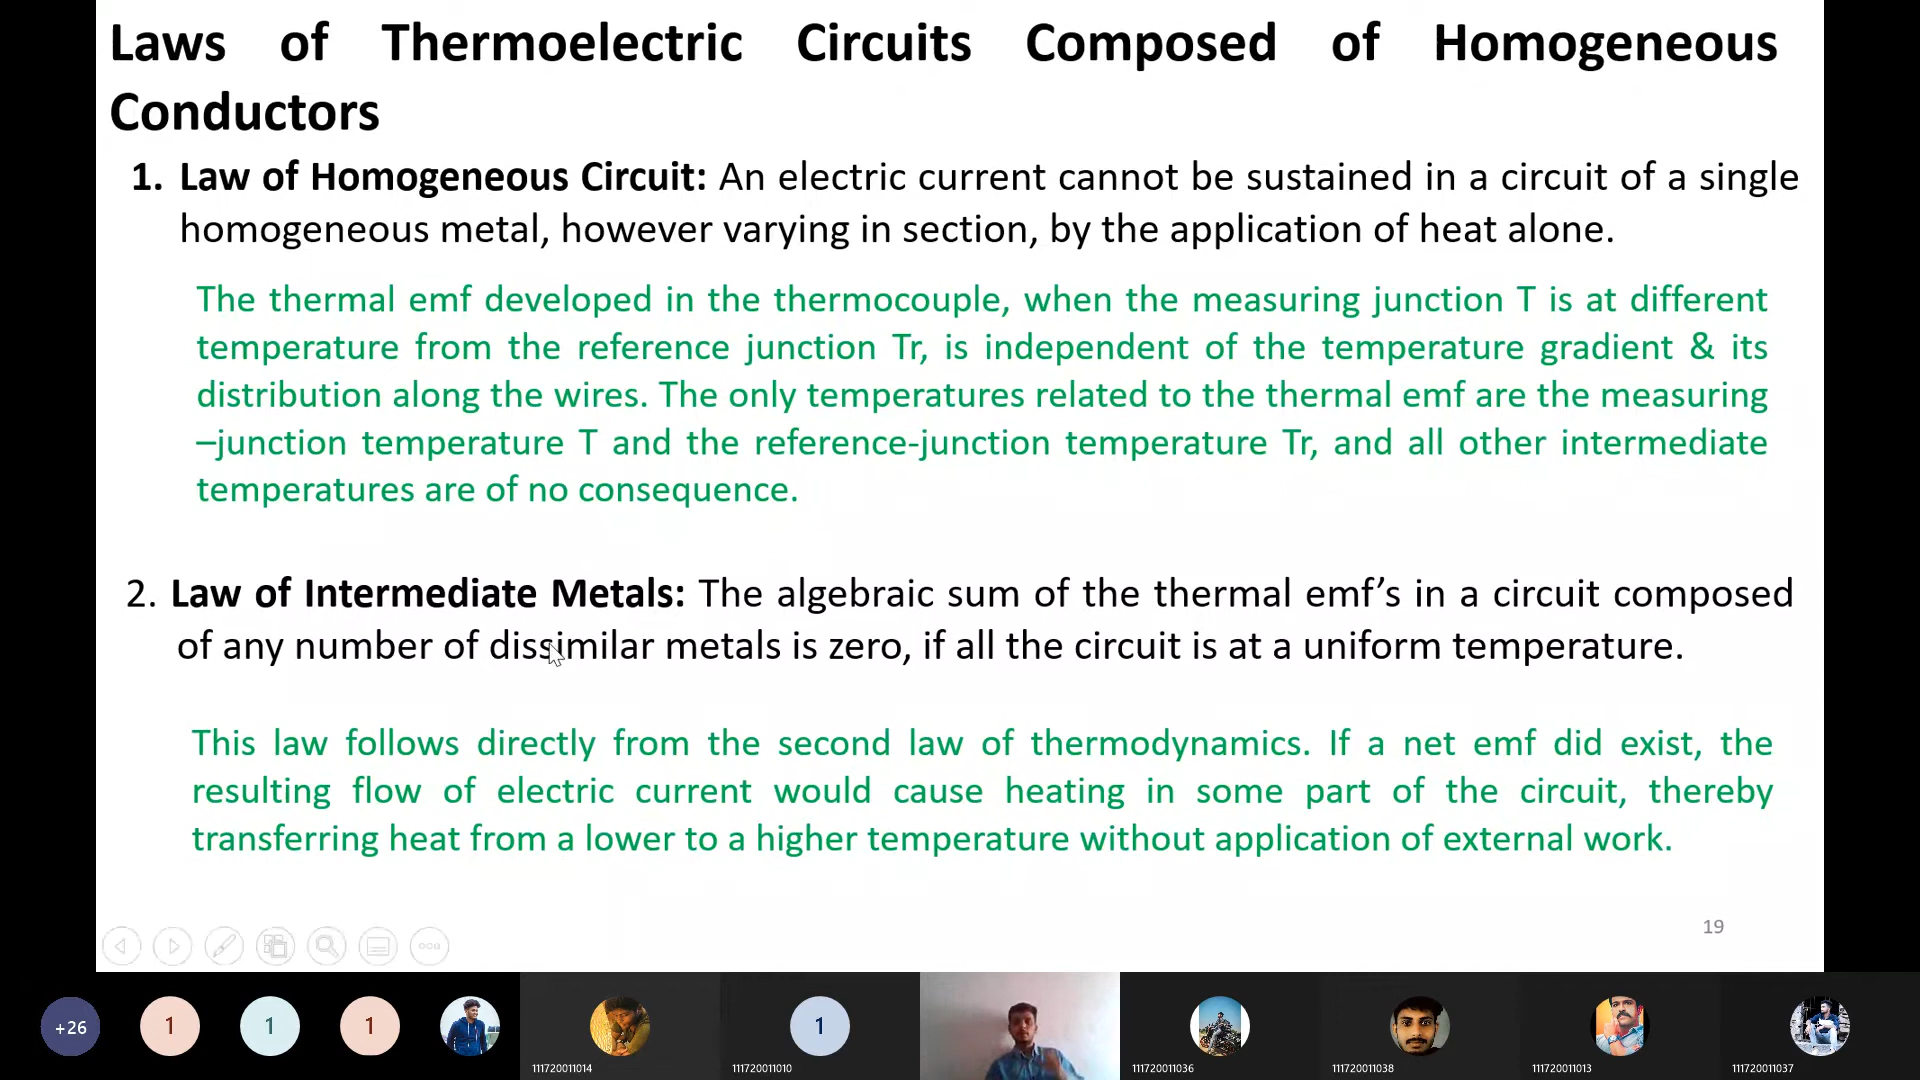 Laws of Thermoelectric Circuits Composed of Homogeneous
Conductors
1. Law of Homogeneous Circuit: An electric current cannot be sustained in a circuit of a single
homogeneous metal, however varying in section, by the application of heat alone.
The thermal emf developed in the thermocouple, when the measuring junction T is at different
temperature from the reference junction Tr, is independent of the temperature gradient & its
distribution along the wires. The only temperatures related to the thermal emf are the measuring
–junction temperature T and the reference-junction temperature Tr, and all other intermediate
temperatures are of no consequence.
2. Law of Intermediate Metals: The algebraic sum of the thermal emf’s in a circuit composed
of any number of dissimilar metals is zero, if all the circuit is at a uniform temperature.
This law follows directly from the second law of thermodynamics. If a net emf did exist, the
resulting flow of electric current would cause heating in some part of the circuit, thereby
transferring heat from a lower to a higher temperature without application of external work.
19
+26 1 1 1 1
111720011014 111720011010 111720011036 111720011038 111720011013 111720011037